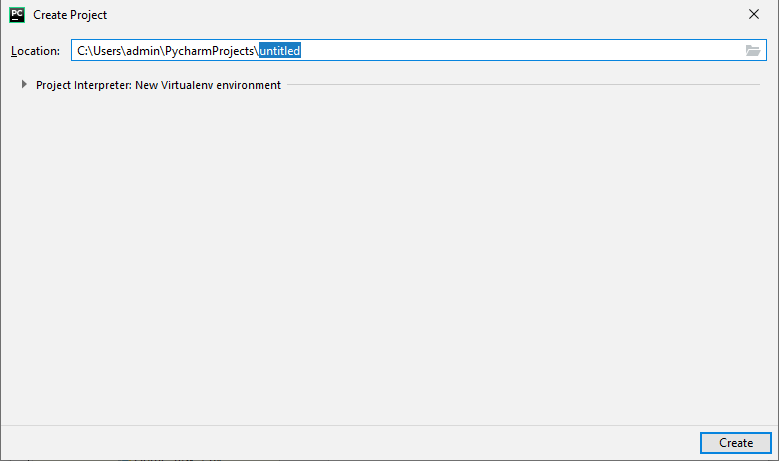 PC
Create Project
Location: C:\Users\admin\PycharmProjects\untitled
Project Interpreter: New Virtualenv environment
Create